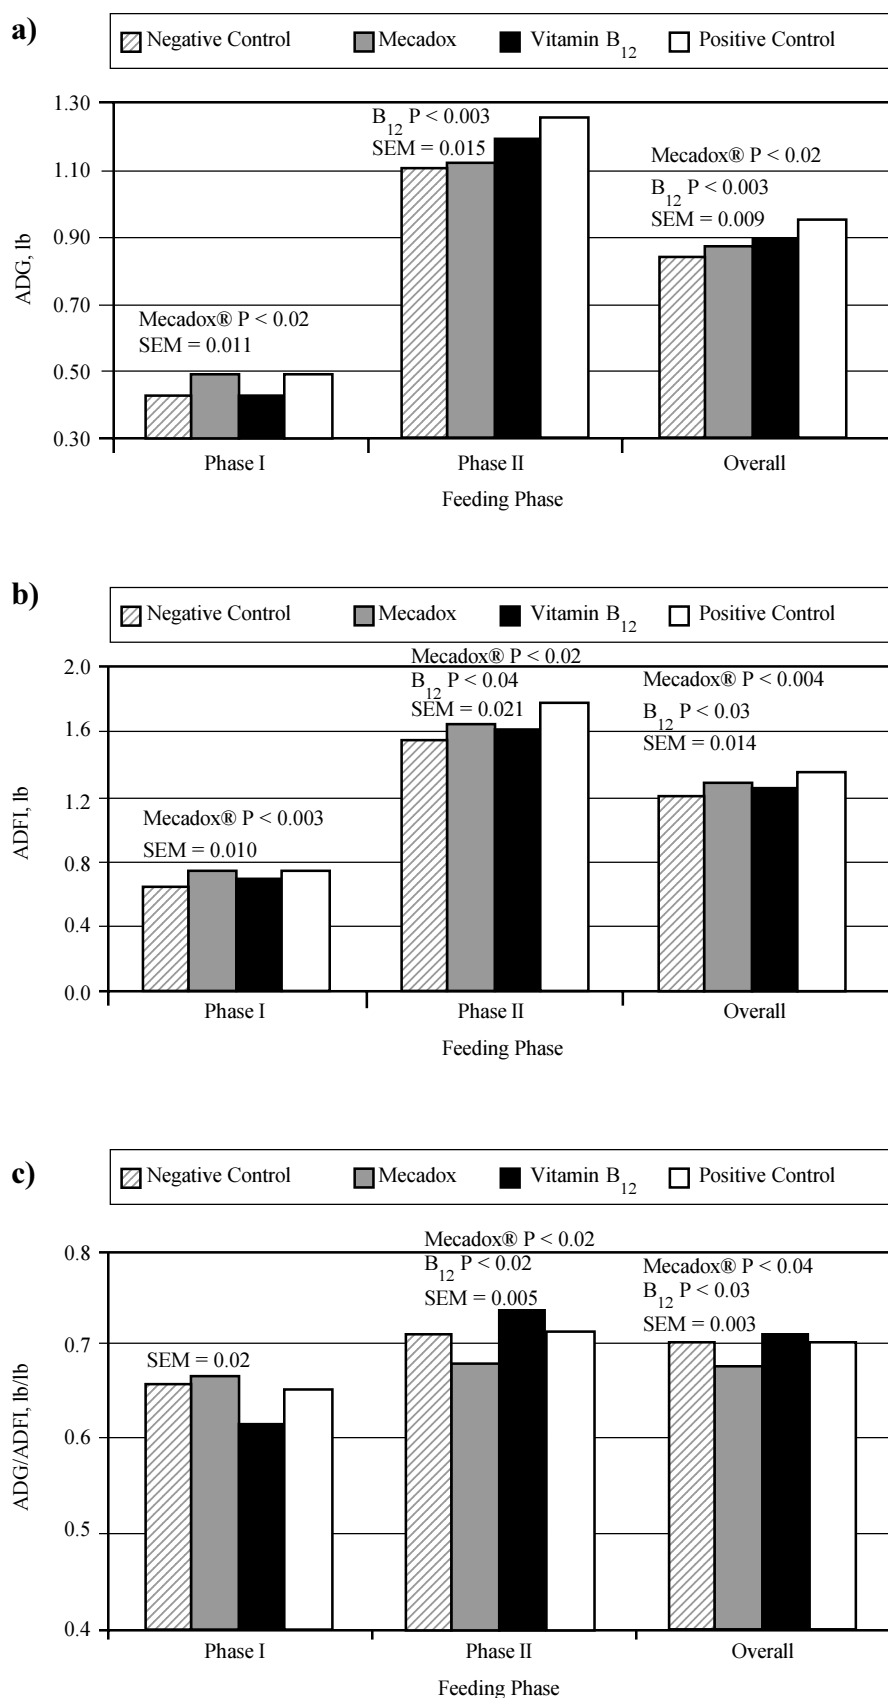 a)
Negative Control Mecadox Vitamin B12 Positive Control
1.30
1.10
0.90
0.70
0.50
0.30
ADG, lb
B12 P < 0.003
SEM = 0.015
Mecadox® P < 0.02
B12 P < 0.003
SEM = 0.009
Mecadox® P < 0.02
SEM = 0.011
Phase I Phase II Overall
Feeding Phase
b)
Negative Control Mecadox Vitamin B12 Positive Control
2.0
1.6
1.2
0.8
0.4
0.0
ADFI, lb
Mecadox® P < 0.02
B12 P < 0.04
SEM = 0.021
Mecadox® P < 0.004
B12 P < 0.03
SEM = 0.014
Mecadox® P < 0.003
SEM = 0.010
Phase I Phase II Overall
Feeding Phase
c)
Negative Control Mecadox Vitamin B12 Positive Control
0.8
0.7
0.6
0.5
0.4
ADG/ADFI, lb/lb
Mecadox® P < 0.02
B12 P < 0.02
SEM = 0.005
Mecadox® P < 0.04
B12 P < 0.03
SEM = 0.003
SEM = 0.02
Phase I Phase II Overall
Feeding Phase